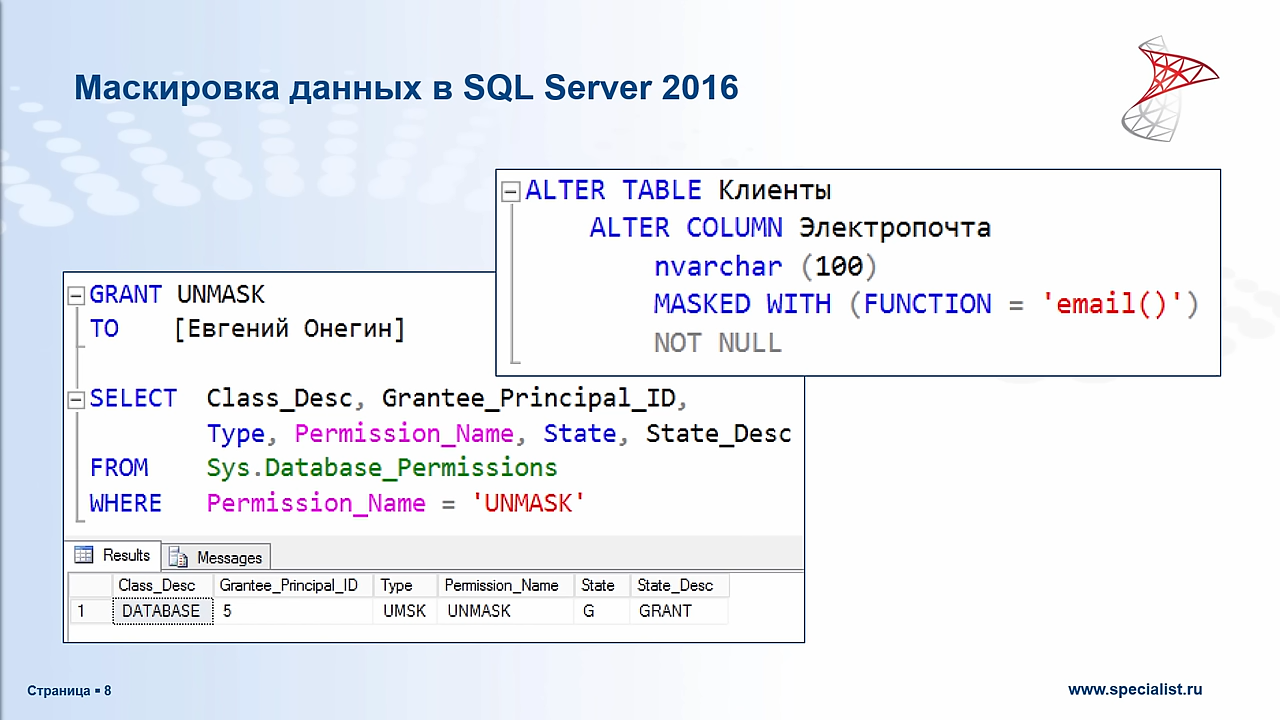 Маскировка данных в SQL Server 2016
ALTER TABLE Клиенты
ALTER COLUMN Электропочта
nvarchar (100)
MASKED WITH (FUNCTION = 'email()')
NOT NULL
GRANT UNMASK
TO [Евгений Онегин]
SELECT Class_Desc, Grantee_Principal_ID,
Type, Permission_Name, State, State_Desc
FROM Sys.Database_Permissions
WHERE Permission_Name = 'UNMASK'
Results Messages
Class_Desc Grantee_Principal_ID Type Permission_Name State State_Desc
1 DATABASE 5 UMSK UNMASK G GRANT
Страница ▪ 8
www.specialist.ru